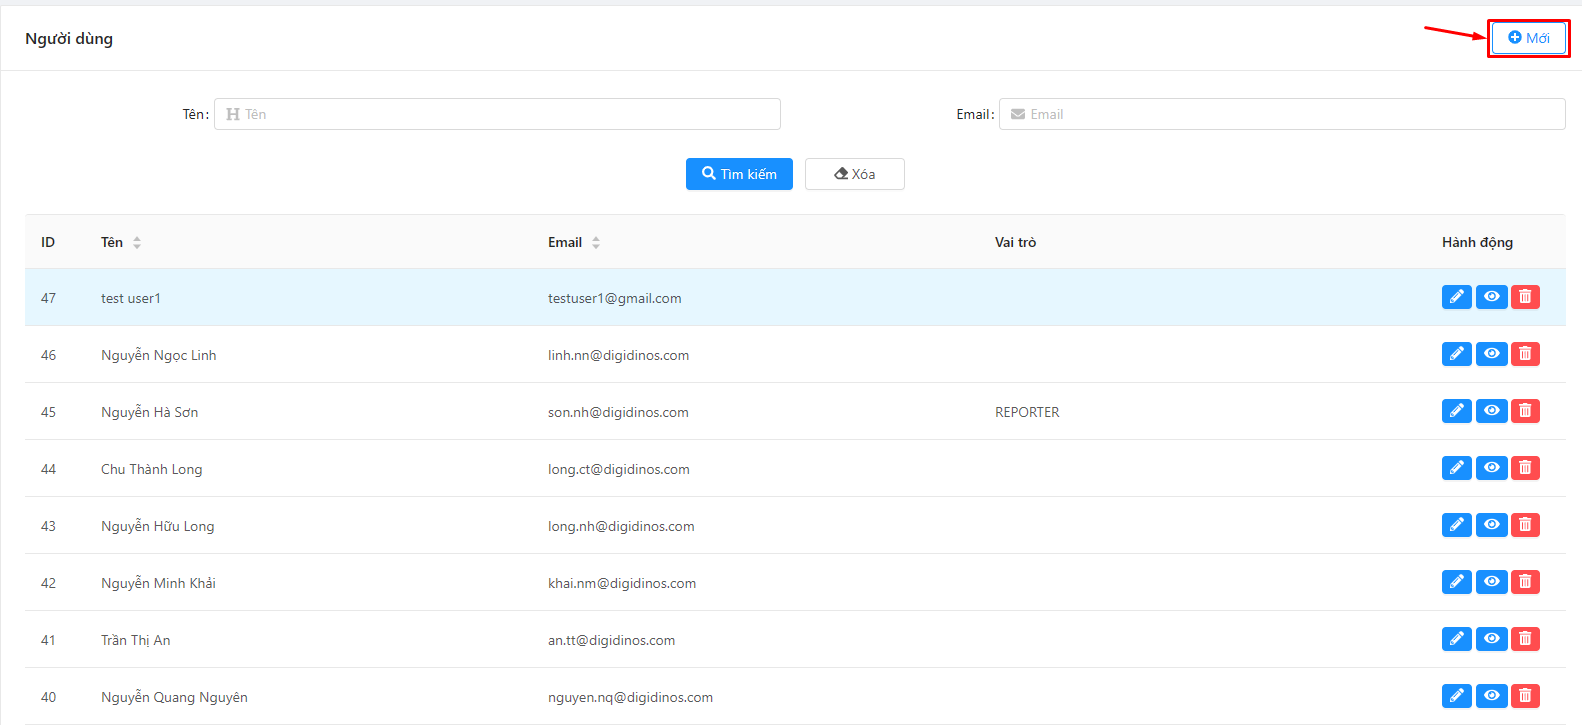 Người dùng
Mới
Tên: Tên Email: Email
Tìm kiếm Xóa
ID Tên Email Vai trò Hành động
47 test user1 testuser1@gmail.com
46 Nguyễn Ngọc Linh linh.nn@digidinos.com
45 Nguyễn Hà Sơn son.nh@digidinos.com REPORTER
44 Chu Thành Long long.ct@digidinos.com
43 Nguyễn Hữu Long long.nh@digidinos.com
42 Nguyễn Minh Khải khai.nm@digidinos.com
41 Trần Thị An an.tt@digidinos.com
40 Nguyễn Quang Nguyên nguyen.nq@digidinos.com